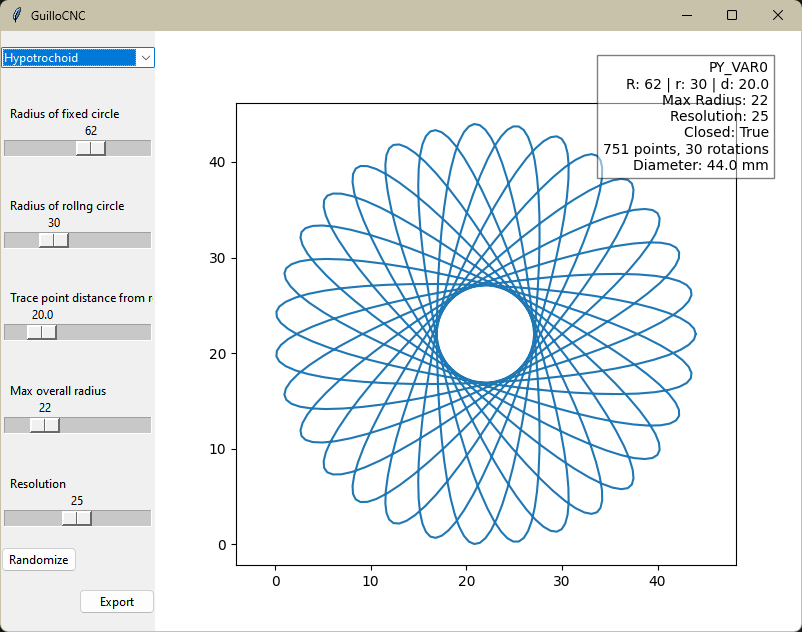 GuilloCNC
Hypotrochoid
Radius of fixed circle
62
Radius of rollng circle
30
Trace point distance from r
20.0
Max overall radius
22
Resolution
25
Randomize
Export
PY_VAR0
R: 62 | r: 30 | d: 20.0
Max Radius: 22
Resolution: 25
Closed: True
751 points, 30 rotations
Diameter: 44.0 mm
40
30
20
10
0
0 10 20 30 40